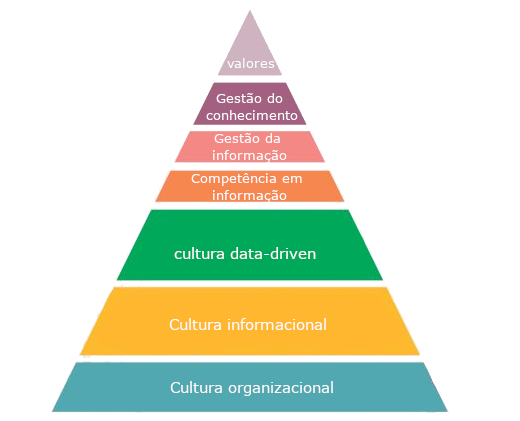 valores
Gestão do
conhecimento
Gestão da
informação
Competência em
informação
cultura data-driven
Cultura informacional
Cultura organizacional